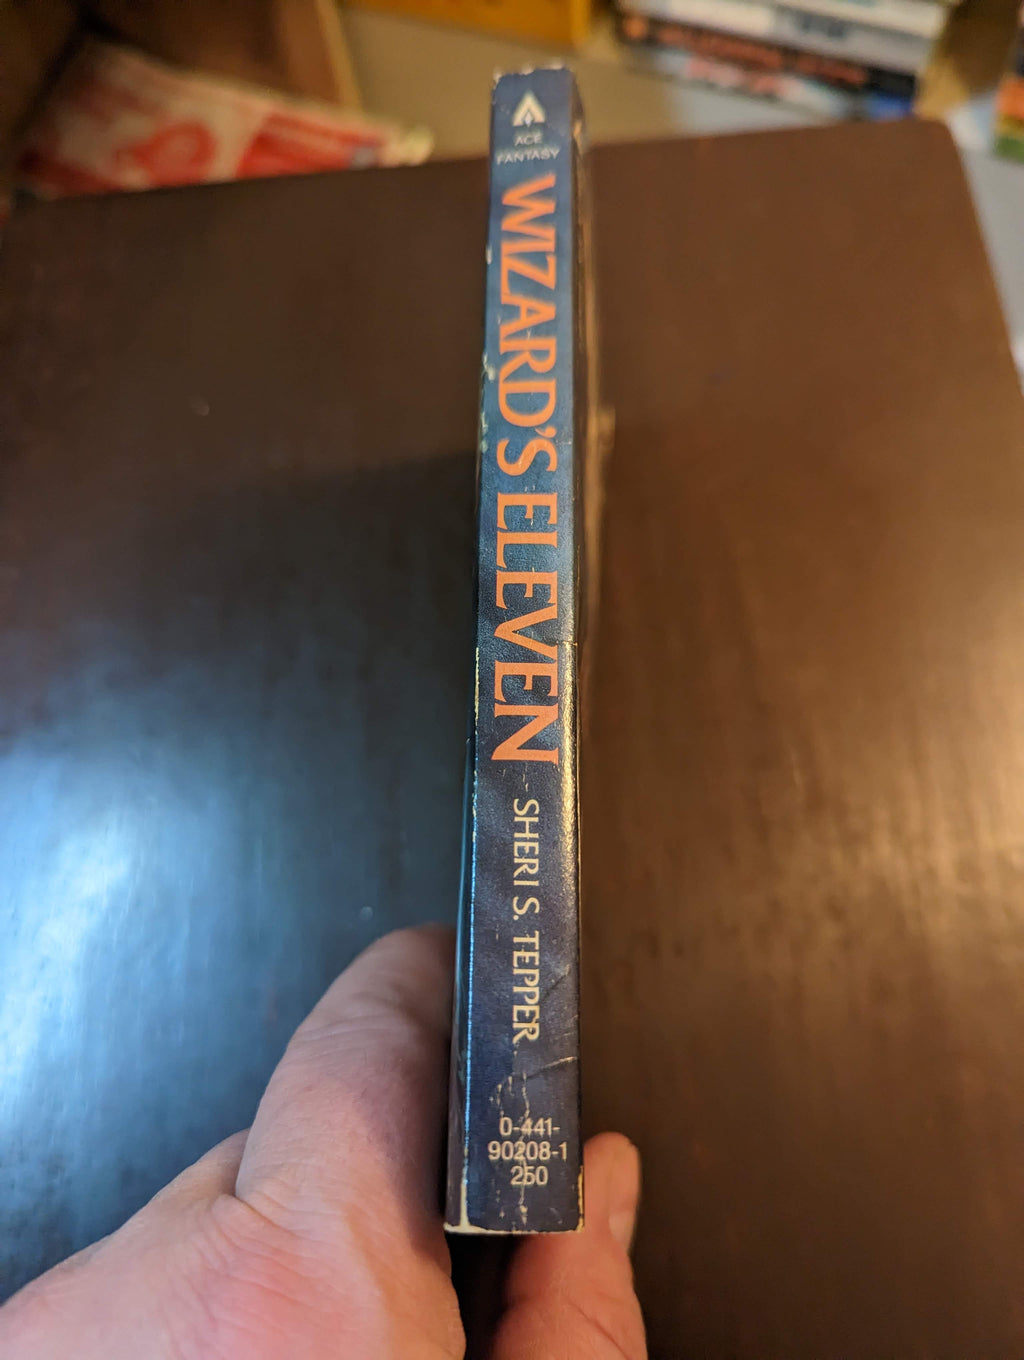 ACE
FANTASY
WIZARD'S ELEVEN
SHERI S. TEPPER
0-441-
90208-1
250